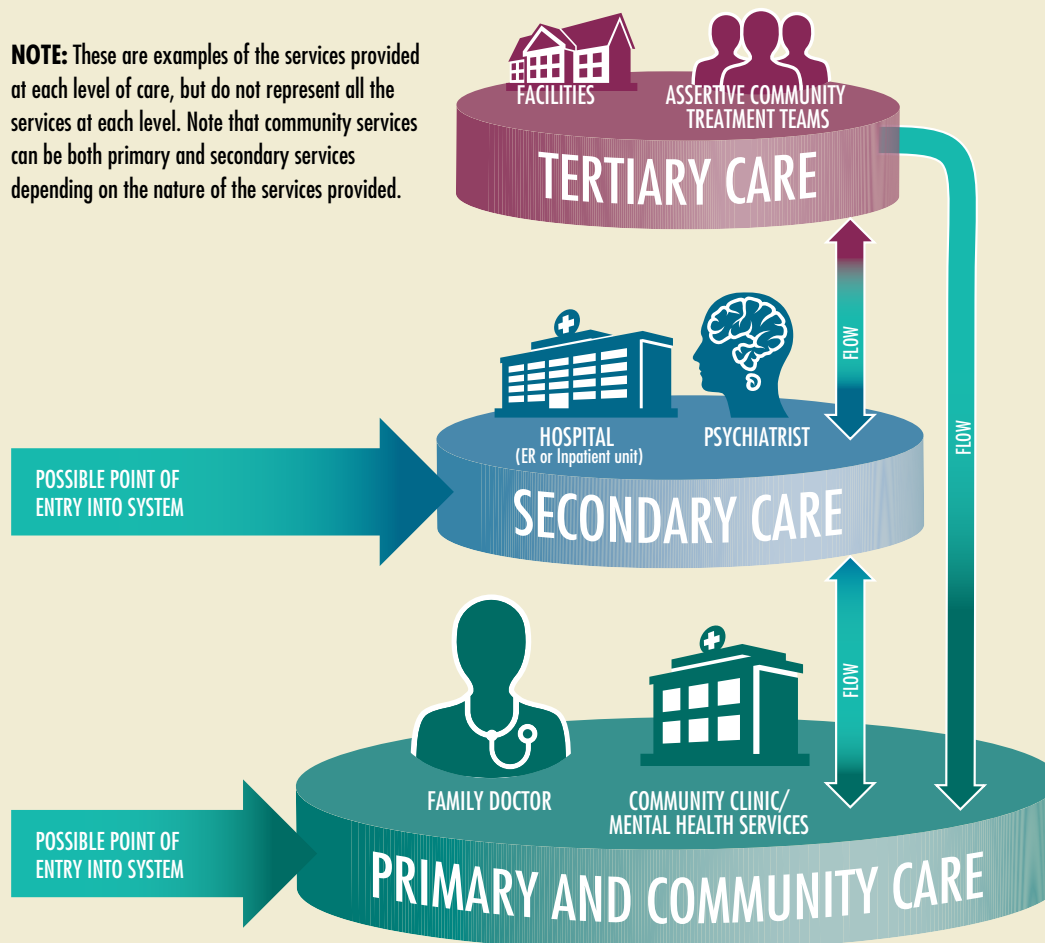 NOTE: These are examples of the services provided
at each level of care, but do not represent all the
services at each level. Note that community services
can be both primary and secondary services
depending on the nature of the services provided.
FACILITIES
ASSERTIVE COMMUNITY
TREATMENT TEAMS
TERTIARY CARE
FLOW
FLOW
HOSPITAL
(ER or Inpatient unit)
PSYCHIATRIST
SECONDARY CARE
POSSIBLE POINT OF
ENTRY INTO SYSTEM
FLOW
FAMILY DOCTOR
COMMUNITY CLINIC/
MENTAL HEALTH SERVICES
POSSIBLE POINT OF
ENTRY INTO SYSTEM
PRIMARY AND COMMUNITY CARE